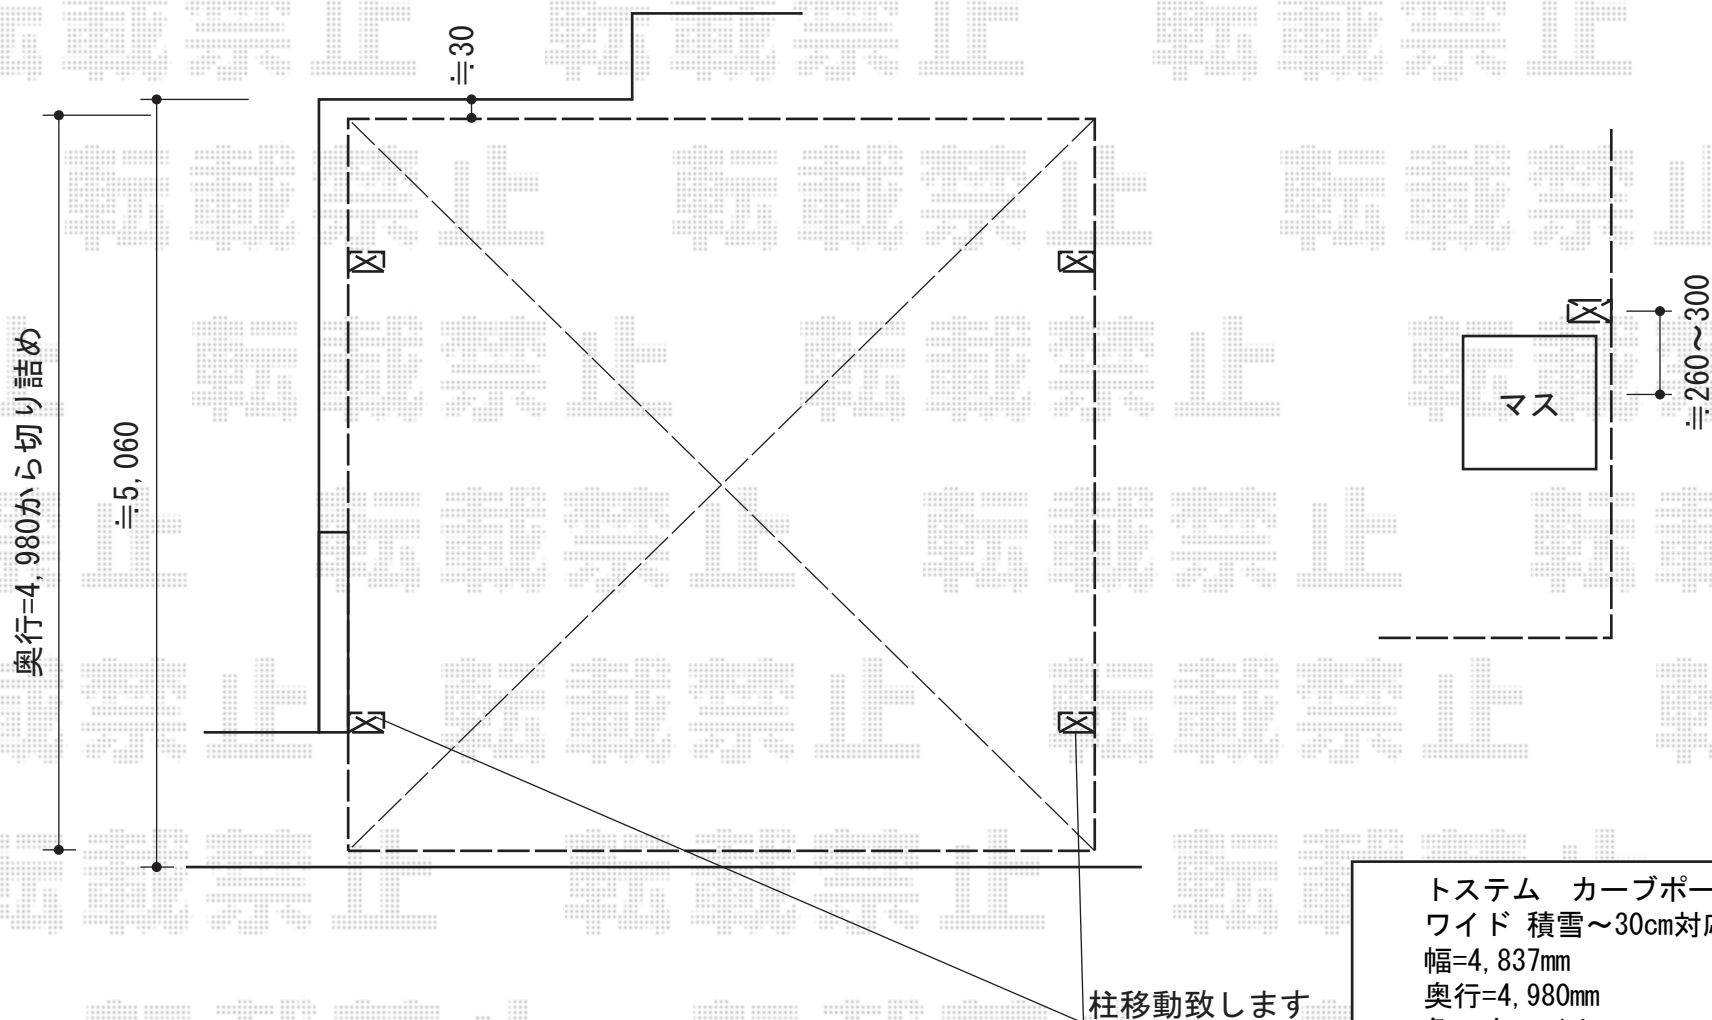 ≒30
奥行=4,980から切り詰め
≒5,060
≒260～300
マス
トステム カーブポー
ワイド 積雪～30cm対応
幅=4,837mm
奥行=4,980mm
柱移動致します
転載禁止